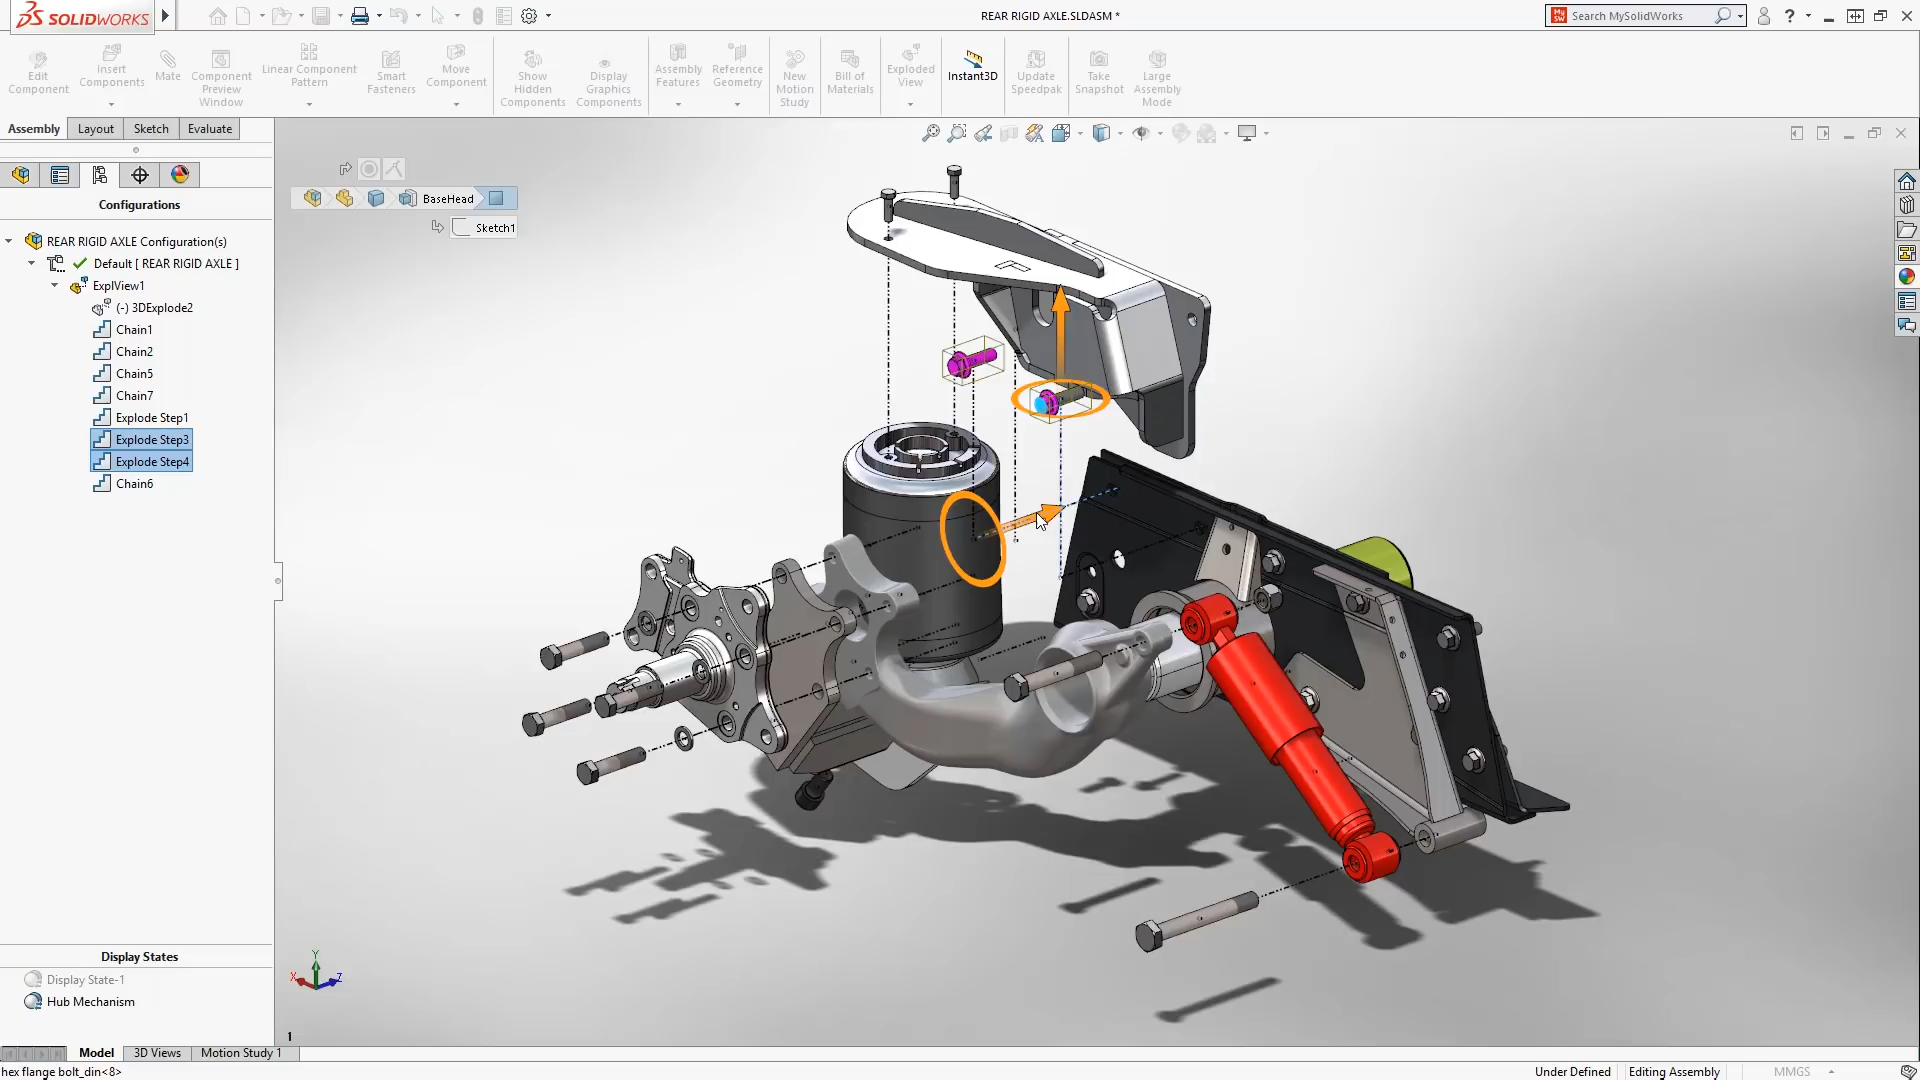 SOLIDWORKS
REAR RIGID AXLE.SLDASM *
Search MySolidWorks
Edit Component
Insert Components
Mate
Component Preview Window
Linear Component Pattern
Smart Fasteners
Move Component
Show Hidden Components
Display Graphics Components
Assembly Features
Reference Geometry
New Motion Study
Bill of Materials
Exploded View
Instant3D
Update Speedpak
Take Snapshot
Large Assembly Mode
Assembly
Layout
Sketch
Evaluate
Configurations
REAR RIGID AXLE Configuration(s)
Default [ REAR RIGID AXLE ]
ExplView1
(-) 3DExplode2
Chain1
Chain2
Chain5
Chain7
Explode Step1
Explode Step3
Explode Step4
Chain6
BaseHead
Sketch1
Display States
Display State-1
Hub Mechanism
Y
X
Z
1
Model
3D Views
Motion Study 1
hex flange bolt_din<8>
Under Defined
Editing Assembly
MMGS